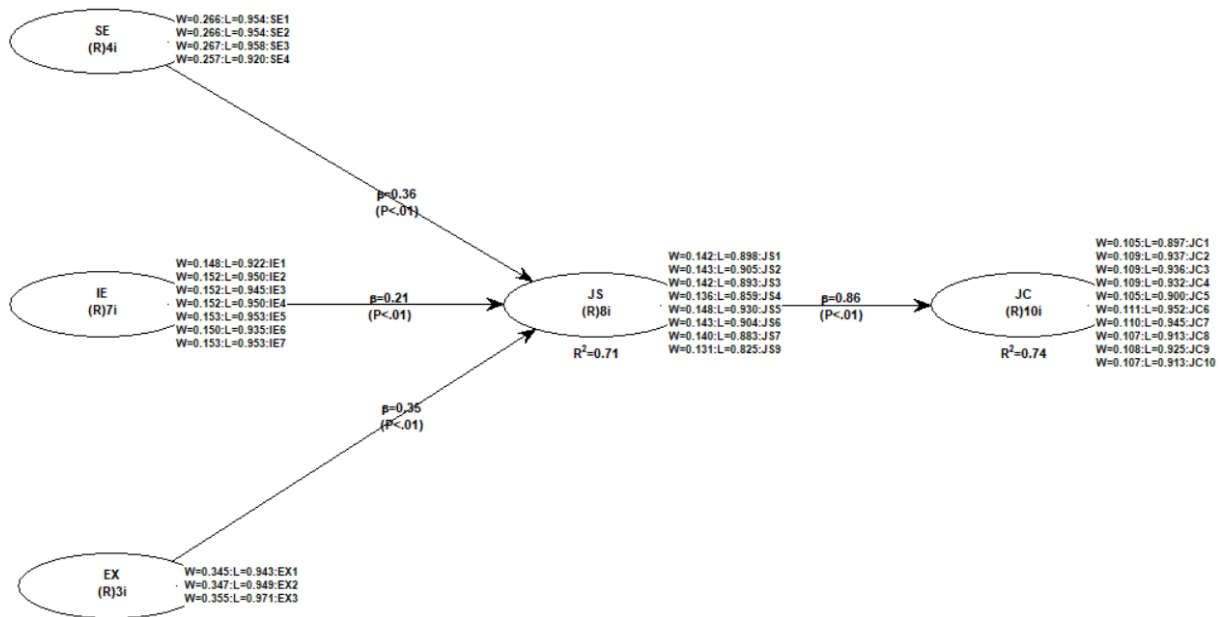 SE
(R)4i
W=0.266:L=0.954:SE1
W=0.266:L=0.954:SE2
W=0.267:L=0.958:SE3
W=0.257:L=0.920:SE4
β=0.36
(P<.01)
IE
(R)7i
W=0.148:L=0.922:IE1
W=0.152:L=0.950:IE2
W=0.152:L=0.945:IE3
W=0.152:L=0.950:IE4
W=0.153:L=0.953:IE5
W=0.150:L=0.935:IE6
W=0.153:L=0.953:IE7
β=0.21
(P<.01)
JS
(R)8i
R²=0.71
W=0.142:L=0.898:JS1
W=0.143:L=0.905:JS2
W=0.142:L=0.893:JS3
W=0.136:L=0.859:JS4
W=0.148:L=0.930:JS5
W=0.143:L=0.904:JS6
W=0.140:L=0.883:JS7
W=0.131:L=0.825:JS9
β=0.86
(P<.01)
JC
(R)10i
R²=0.74
W=0.105:L=0.897:JC1
W=0.109:L=0.937:JC2
W=0.109:L=0.936:JC3
W=0.109:L=0.932:JC4
W=0.105:L=0.900:JC5
W=0.111:L=0.952:JC6
W=0.110:L=0.945:JC7
W=0.107:L=0.913:JC8
W=0.108:L=0.925:JC9
W=0.107:L=0.913:JC10
β=0.35
(P<.01)
EX
(R)3i
W=0.345:L=0.943:EX1
W=0.347:L=0.949:EX2
W=0.355:L=0.971:EX3